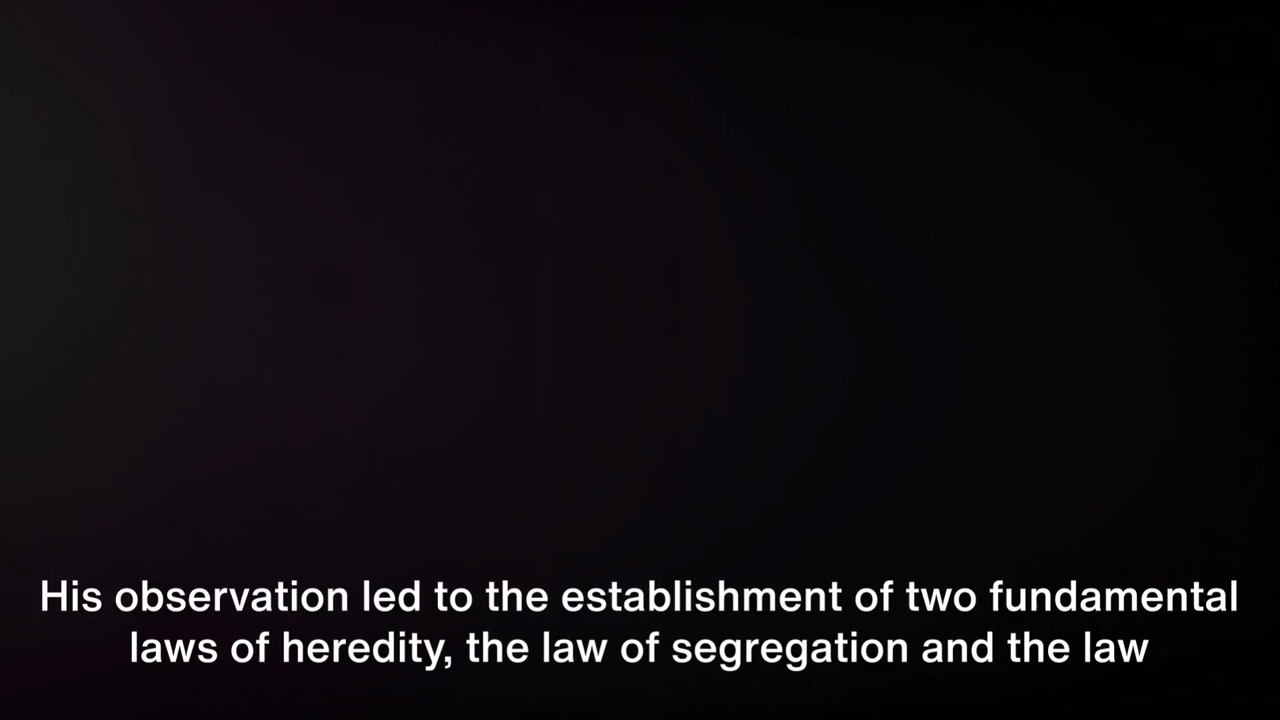 His observation led to the establishment of two fundamental
laws of heredity, the law of segregation and the law